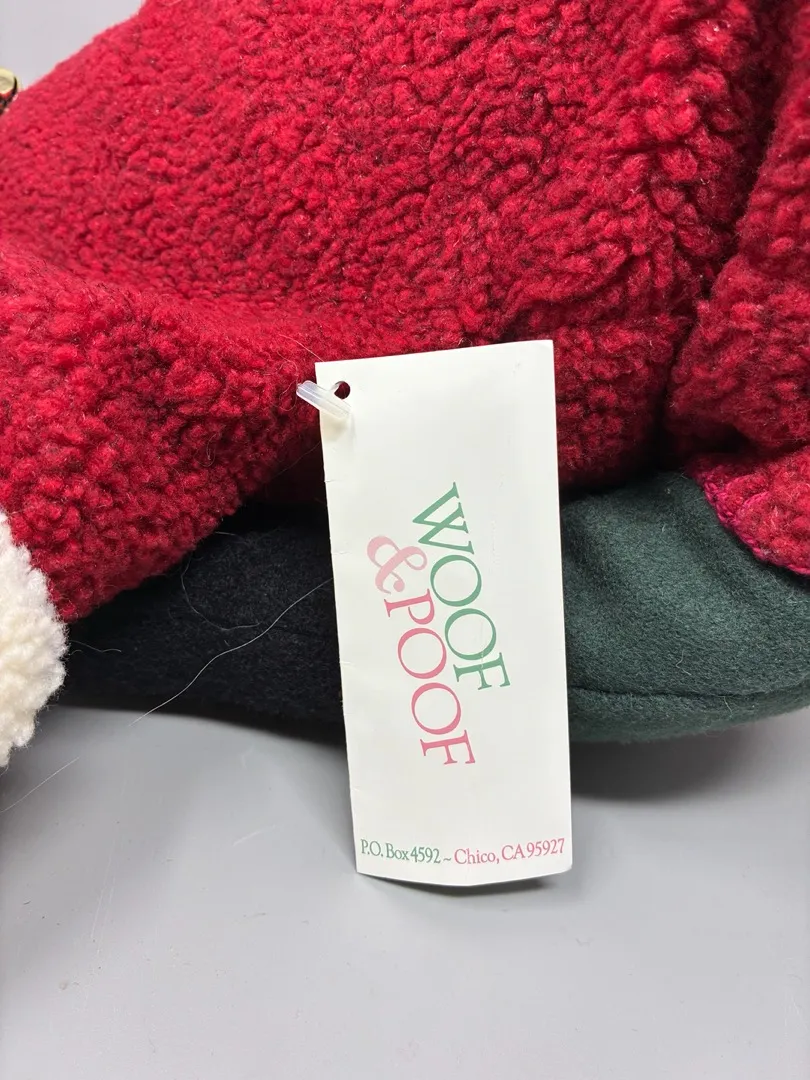 WOOF
& POOF
P.O. Box 4592 ~ Chico, CA 95927